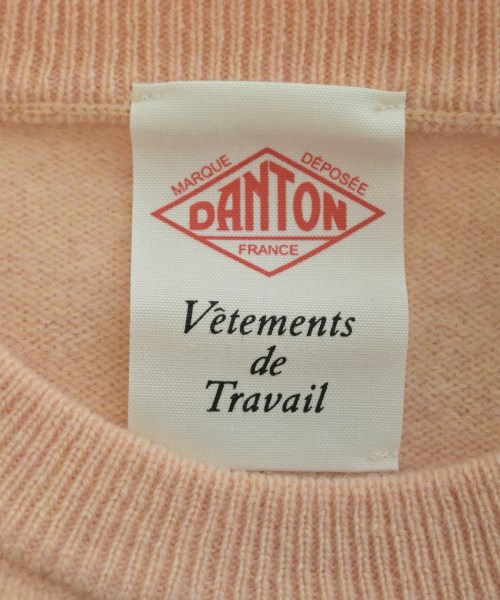 MARQUE DÉPOSÉE
DANTON
FRANCE
Vêtements
de
Travail